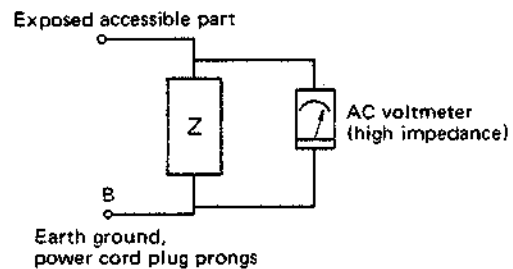 Exposed accessible part
Z
AC voltmeter
(high impedance)
B
Earth ground,
power cord plug prongs